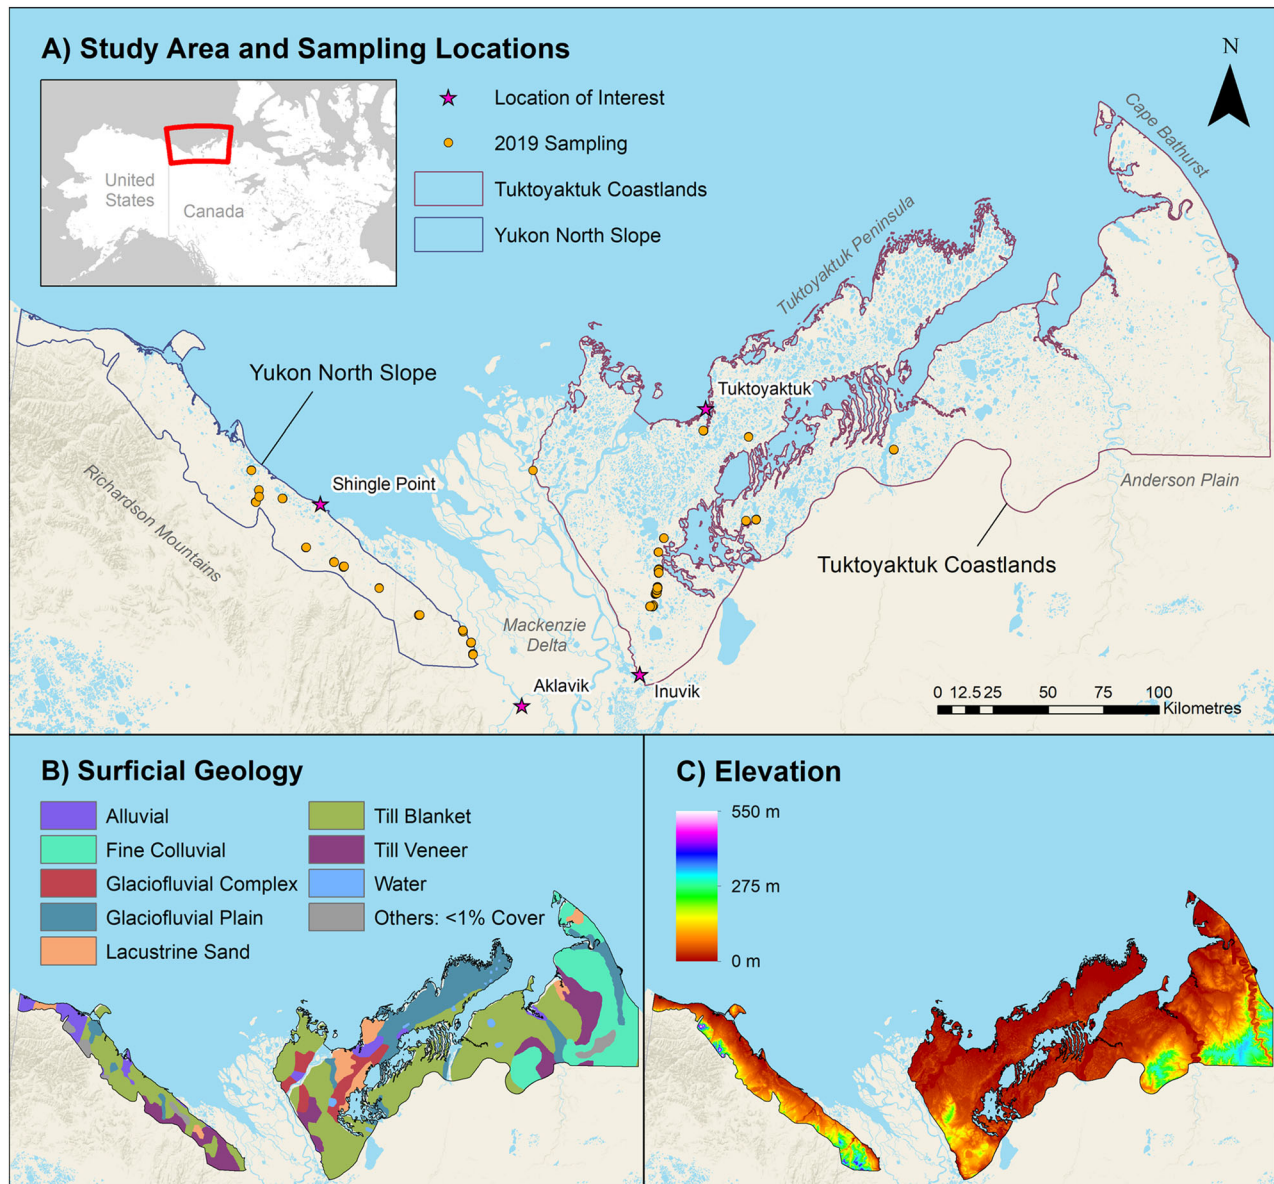 A) Study Area and Sampling Locations
N
Location of Interest
2019 Sampling
Tuktoyaktuk Coastlands
Yukon North Slope
United
States
Canada
Cape Bathurst
Tuktoyaktuk Peninsula
Yukon North Slope
Tuktoyaktuk
Shingle Point
Richardson Mountains
Anderson Plain
Tuktoyaktuk Coastlands
Mackenzie
Delta
Aklavik
Inuvik
0 12.5 25 50 75 100
Kilometres
B) Surficial Geology
Alluvial
Fine Colluvial
Glaciofluvial Complex
Glaciofluvial Plain
Lacustrine Sand
Till Blanket
Till Veneer
Water
Others: <1% Cover
C) Elevation
550 m
275 m
0 m